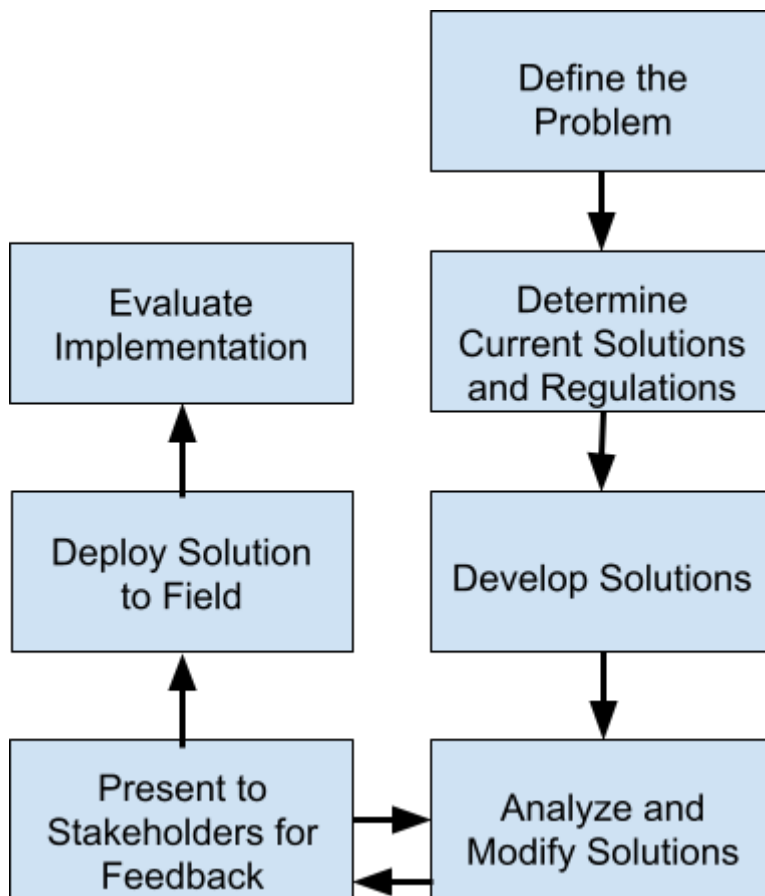 Define the
Problem
Determine
Current Solutions
and Regulations
Develop Solutions
Analyze and
Modify Solutions
Present to
Stakeholders for
Feedback
Deploy Solution
to Field
Evaluate
Implementation